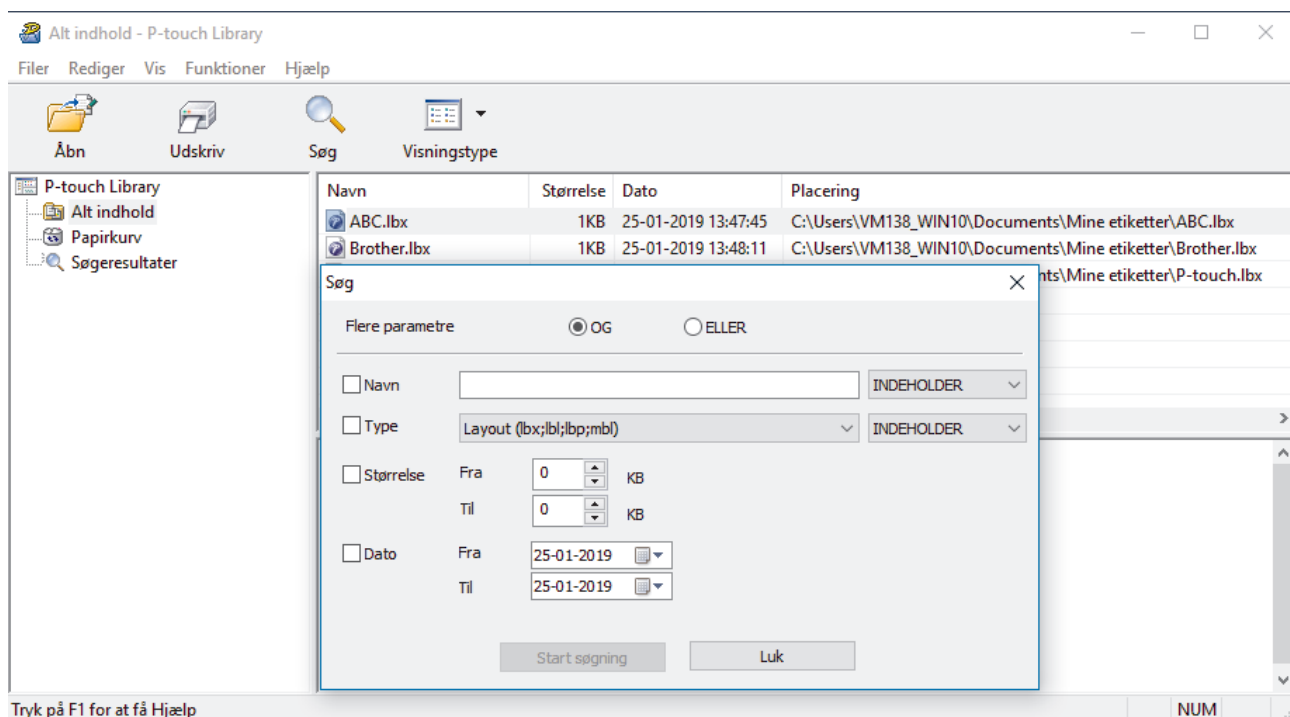 Alt indhold - P-touch Library
Filer Rediger Vis Funktioner Hjælp
Åbn Udskriv Søg Visningstype
P-touch Library
Alt indhold
Papirkurv
Søgeresultater
Navn Størrelse Dato Placering
ABC.lbx 1KB 25-01-2019 13:47:45 C:\Users\VM138_WIN10\Documents\Mine etiketter\ABC.lbx
Brother.lbx 1KB 25-01-2019 13:48:11 C:\Users\VM138_WIN10\Documents\Mine etiketter\Brother.lbx
nts\Mine etiketter\P-touch.lbx
Søg
Flere parametre OG ELLER
Navn INDEHOLDER
Type Layout (lbx;lbl;lbp;mbl) INDEHOLDER
Størrelse Fra 0 KB
Til 0 KB
Dato Fra 25-01-2019
Til 25-01-2019
Start søgning Luk
Tryk på F1 for at få Hjælp NUM